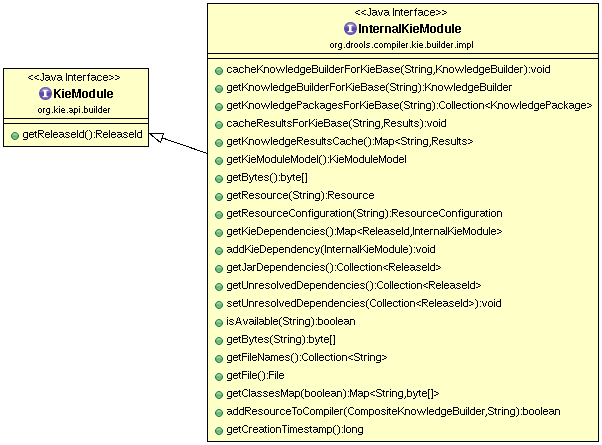 <<Java Interface>>
KieModule
org.kie.api.builder
getReleaseId():ReleaseId
<<Java Interface>>
InternalKieModule
org.drools.compiler.kie.builder.impl
cacheKnowledgeBuilderForKieBase(String,KnowledgeBuilder):void
getKnowledgeBuilderForKieBase(String):KnowledgeBuilder
getKnowledgePackagesForKieBase(String):Collection<KnowledgePackage>
cacheResultsForKieBase(String,Results):void
getKnowledgeResultsCache():Map<String,Results>
getKieModuleModel():KieModuleModel
getBytes():byte[]
getResource(String):Resource
getResourceConfiguration(String):ResourceConfiguration
getKieDependencies():Map<ReleaseId,InternalKieModule>
addKieDependency(InternalKieModule):void
getJarDependencies():Collection<ReleaseId>
getUnresolvedDependencies():Collection<ReleaseId>
setUnresolvedDependencies(Collection<ReleaseId>):void
isAvailable(String):boolean
getBytes(String):byte[]
getFileNames():Collection<String>
getFile():File
getClassesMap(boolean):Map<String,byte[]>
addResourceToCompiler(CompositeKnowledgeBuilder,String):boolean
getCreationTimestamp():long